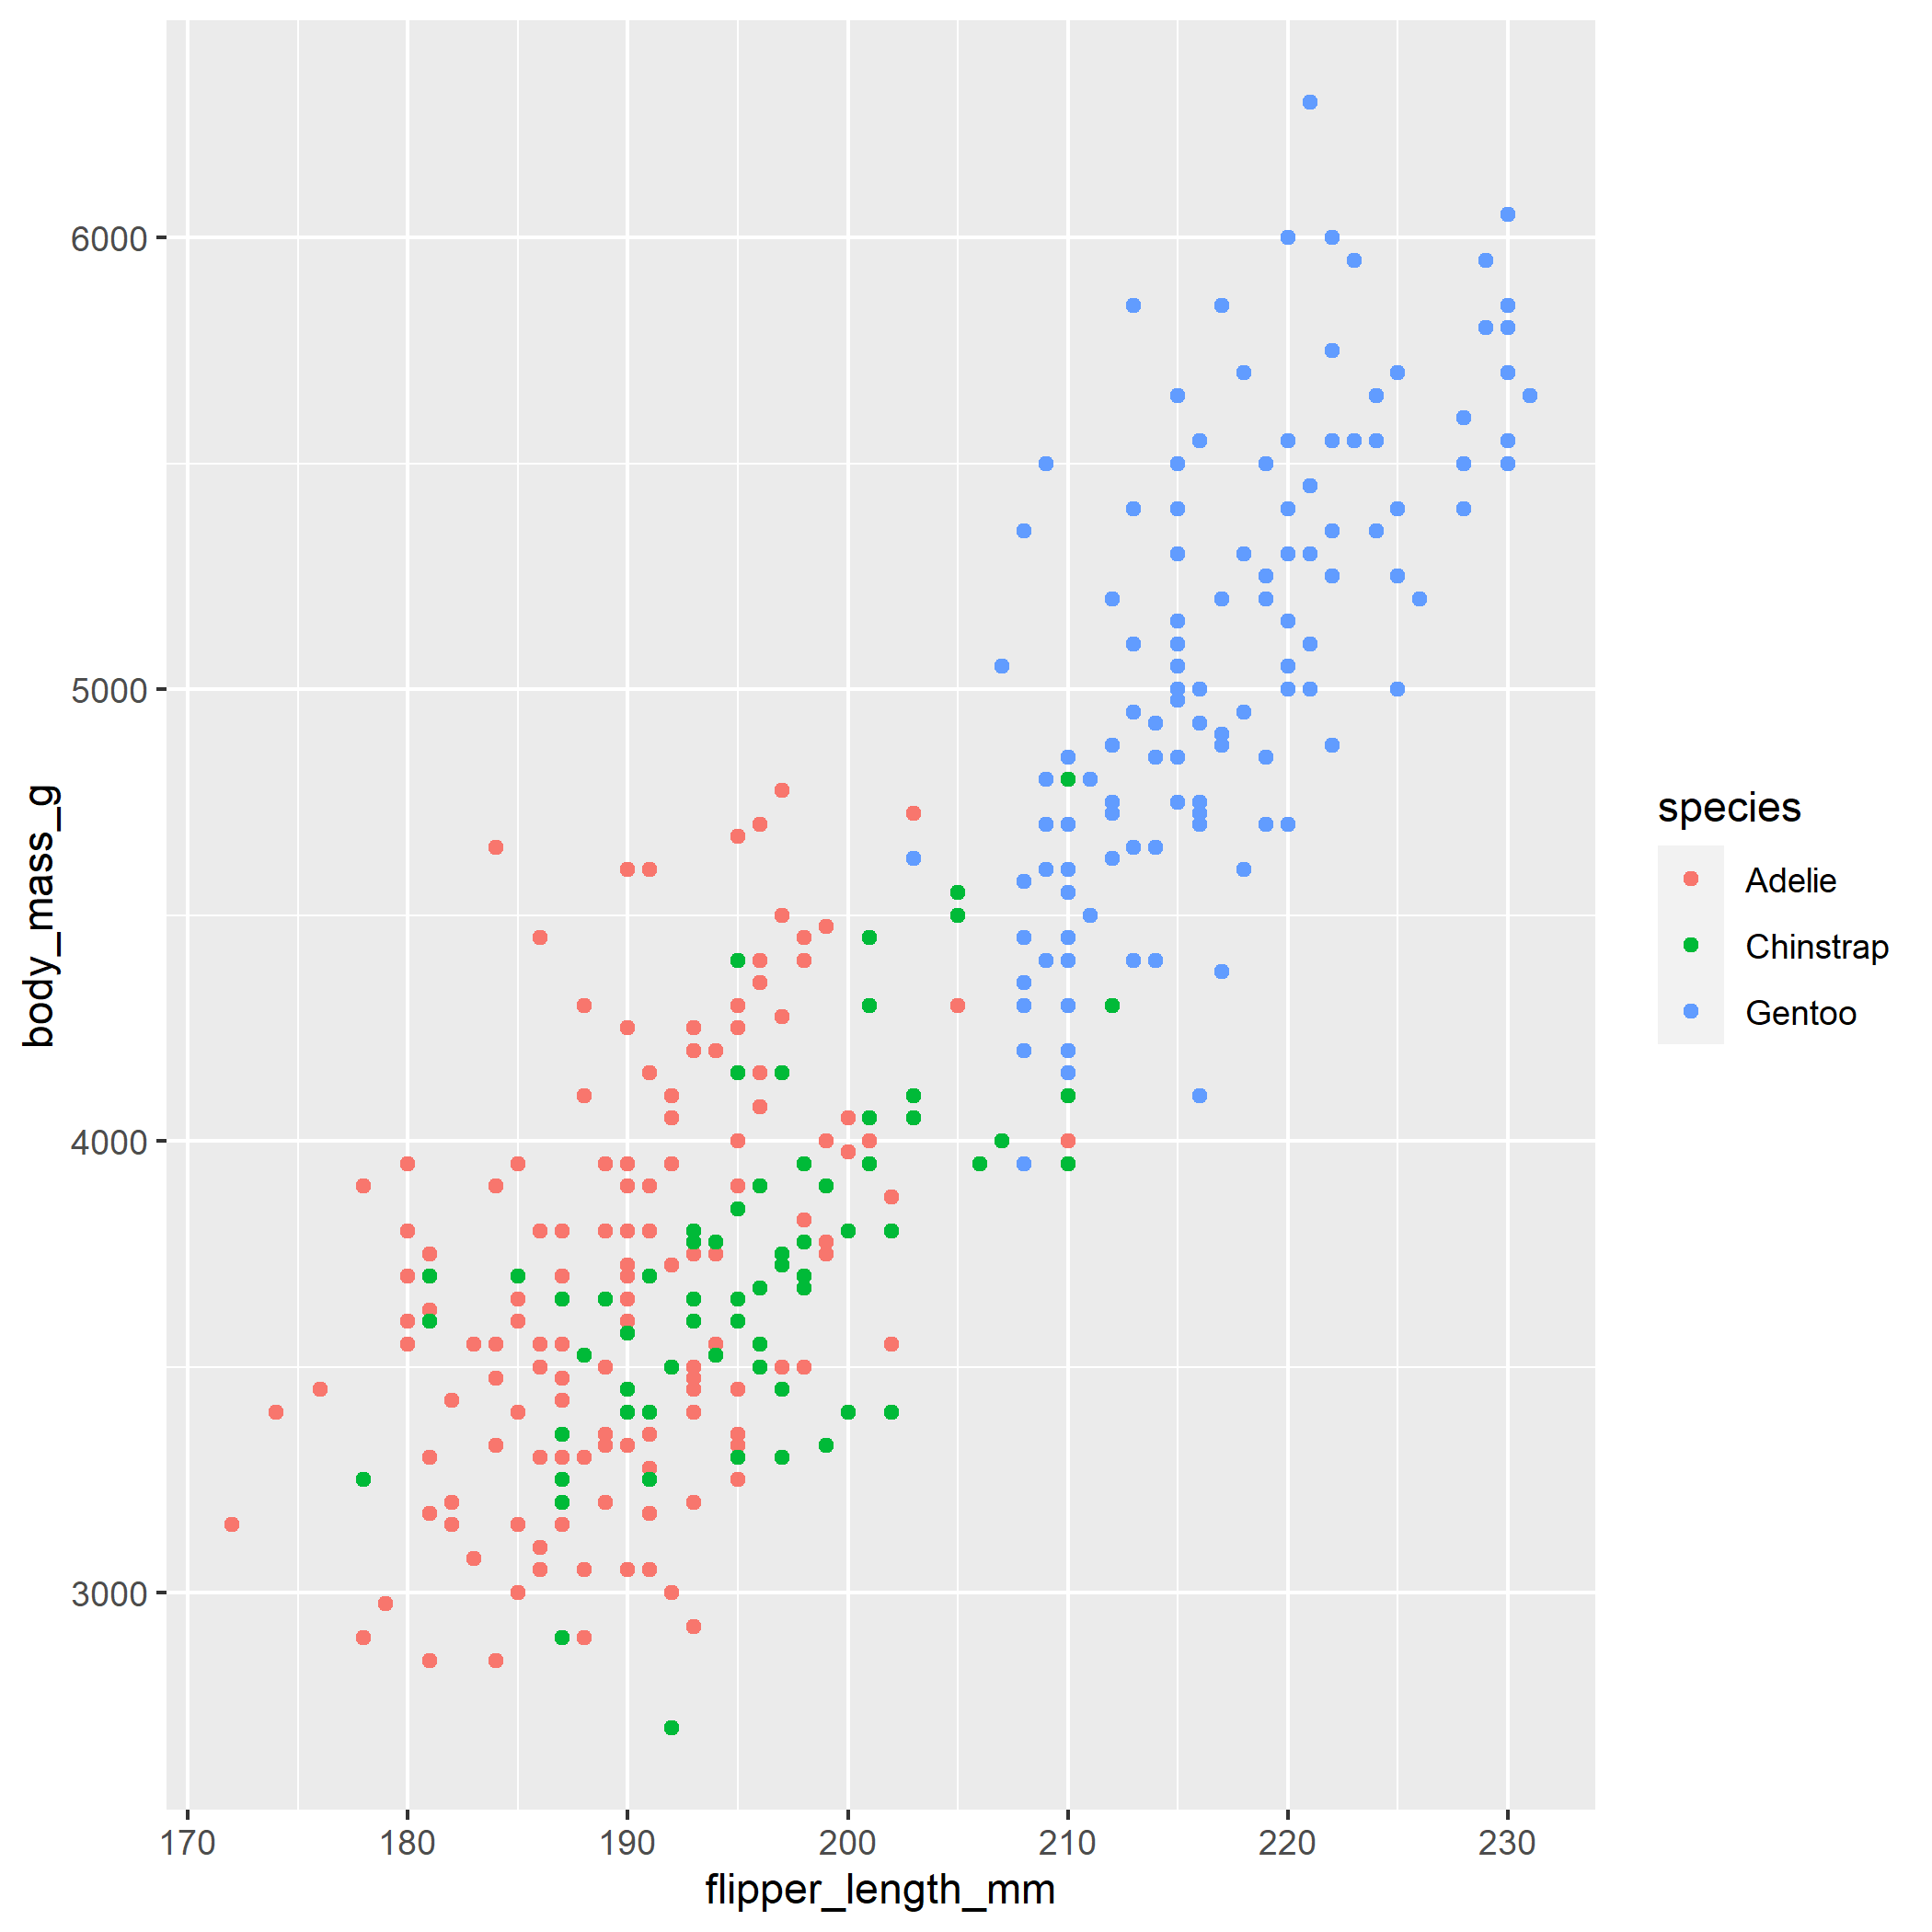 6000
5000
4000
3000
body_mass_g
170 180 190 200 210 220 230
flipper_length_mm
species
Adelie
Chinstrap
Gentoo